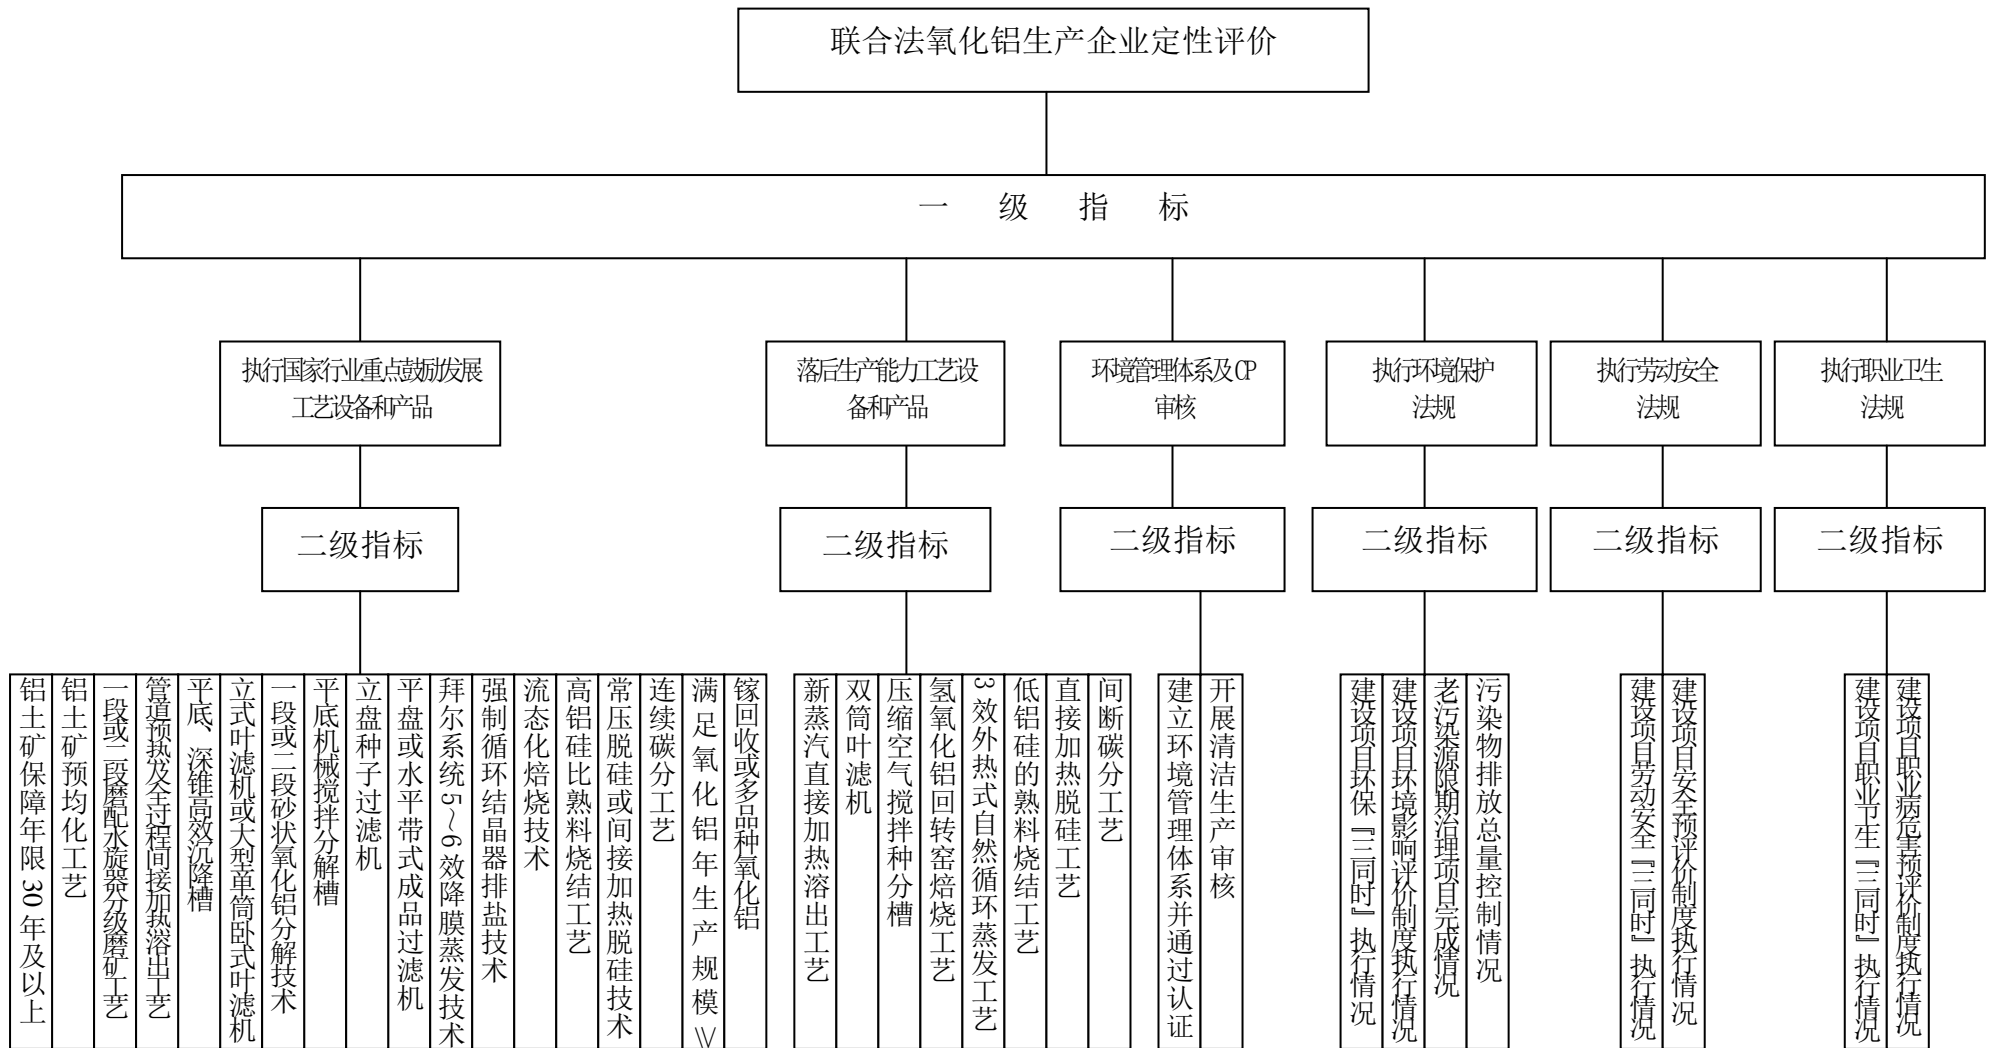 联合法氧化铝生产企业定性评价
一级指标
执行国家行业重点鼓励发展
工艺设备和产品
落后生产能力工艺设
备和产品
环境管理体系及CP
审核
执行环境保护
法规
执行劳动安全
法规
执行职业卫生
法规
二级指标
二级指标
二级指标
二级指标
二级指标
二级指标
铝土矿保障年限30年及以上
铝土矿预均化工艺
一段或二段磨配水旋器分级磨矿工艺
管道预热及全过程间接加热溶出工艺
平底、深锥高效沉降槽
立式叶滤机或大型单筒卧式叶滤机
一段或二段砂状氧化铝分解技术
平底机械搅拌分解槽
立盘种子过滤机
平盘或水平带式成品过滤机
拜尔系统5~6效降膜蒸发技术
强制循环结晶器排盐技术
流态化焙烧技术
高铝硅比熟料烧结工艺
常压脱硅或间接加热脱硅技术
连续碳分工艺
满足氧化铝年生产规模≥
镓回收或多品种氧化铝
新蒸汽直接加热溶出工艺
双筒叶滤机
压缩空气搅拌种分槽
氢氧化铝回转窑焙烧工艺
3效外热式自然循环蒸发工艺
低铝硅的熟料烧结工艺
直接加热脱硅工艺
间断碳分工艺
建立环境管理体系并通过认证
开展清洁生产审核
建设项目环保『三同时』执行情况
建设项目环境影响评价制度执行情况
老污染源限期治理项目完成情况
污染物排放总量控制情况
建设项目劳动安全『三同时』执行情况
建设项目安全预评价制度执行情况
建设项目职业节生『三同时』执行情况
建设项目职业病危害预评价制度执行情况